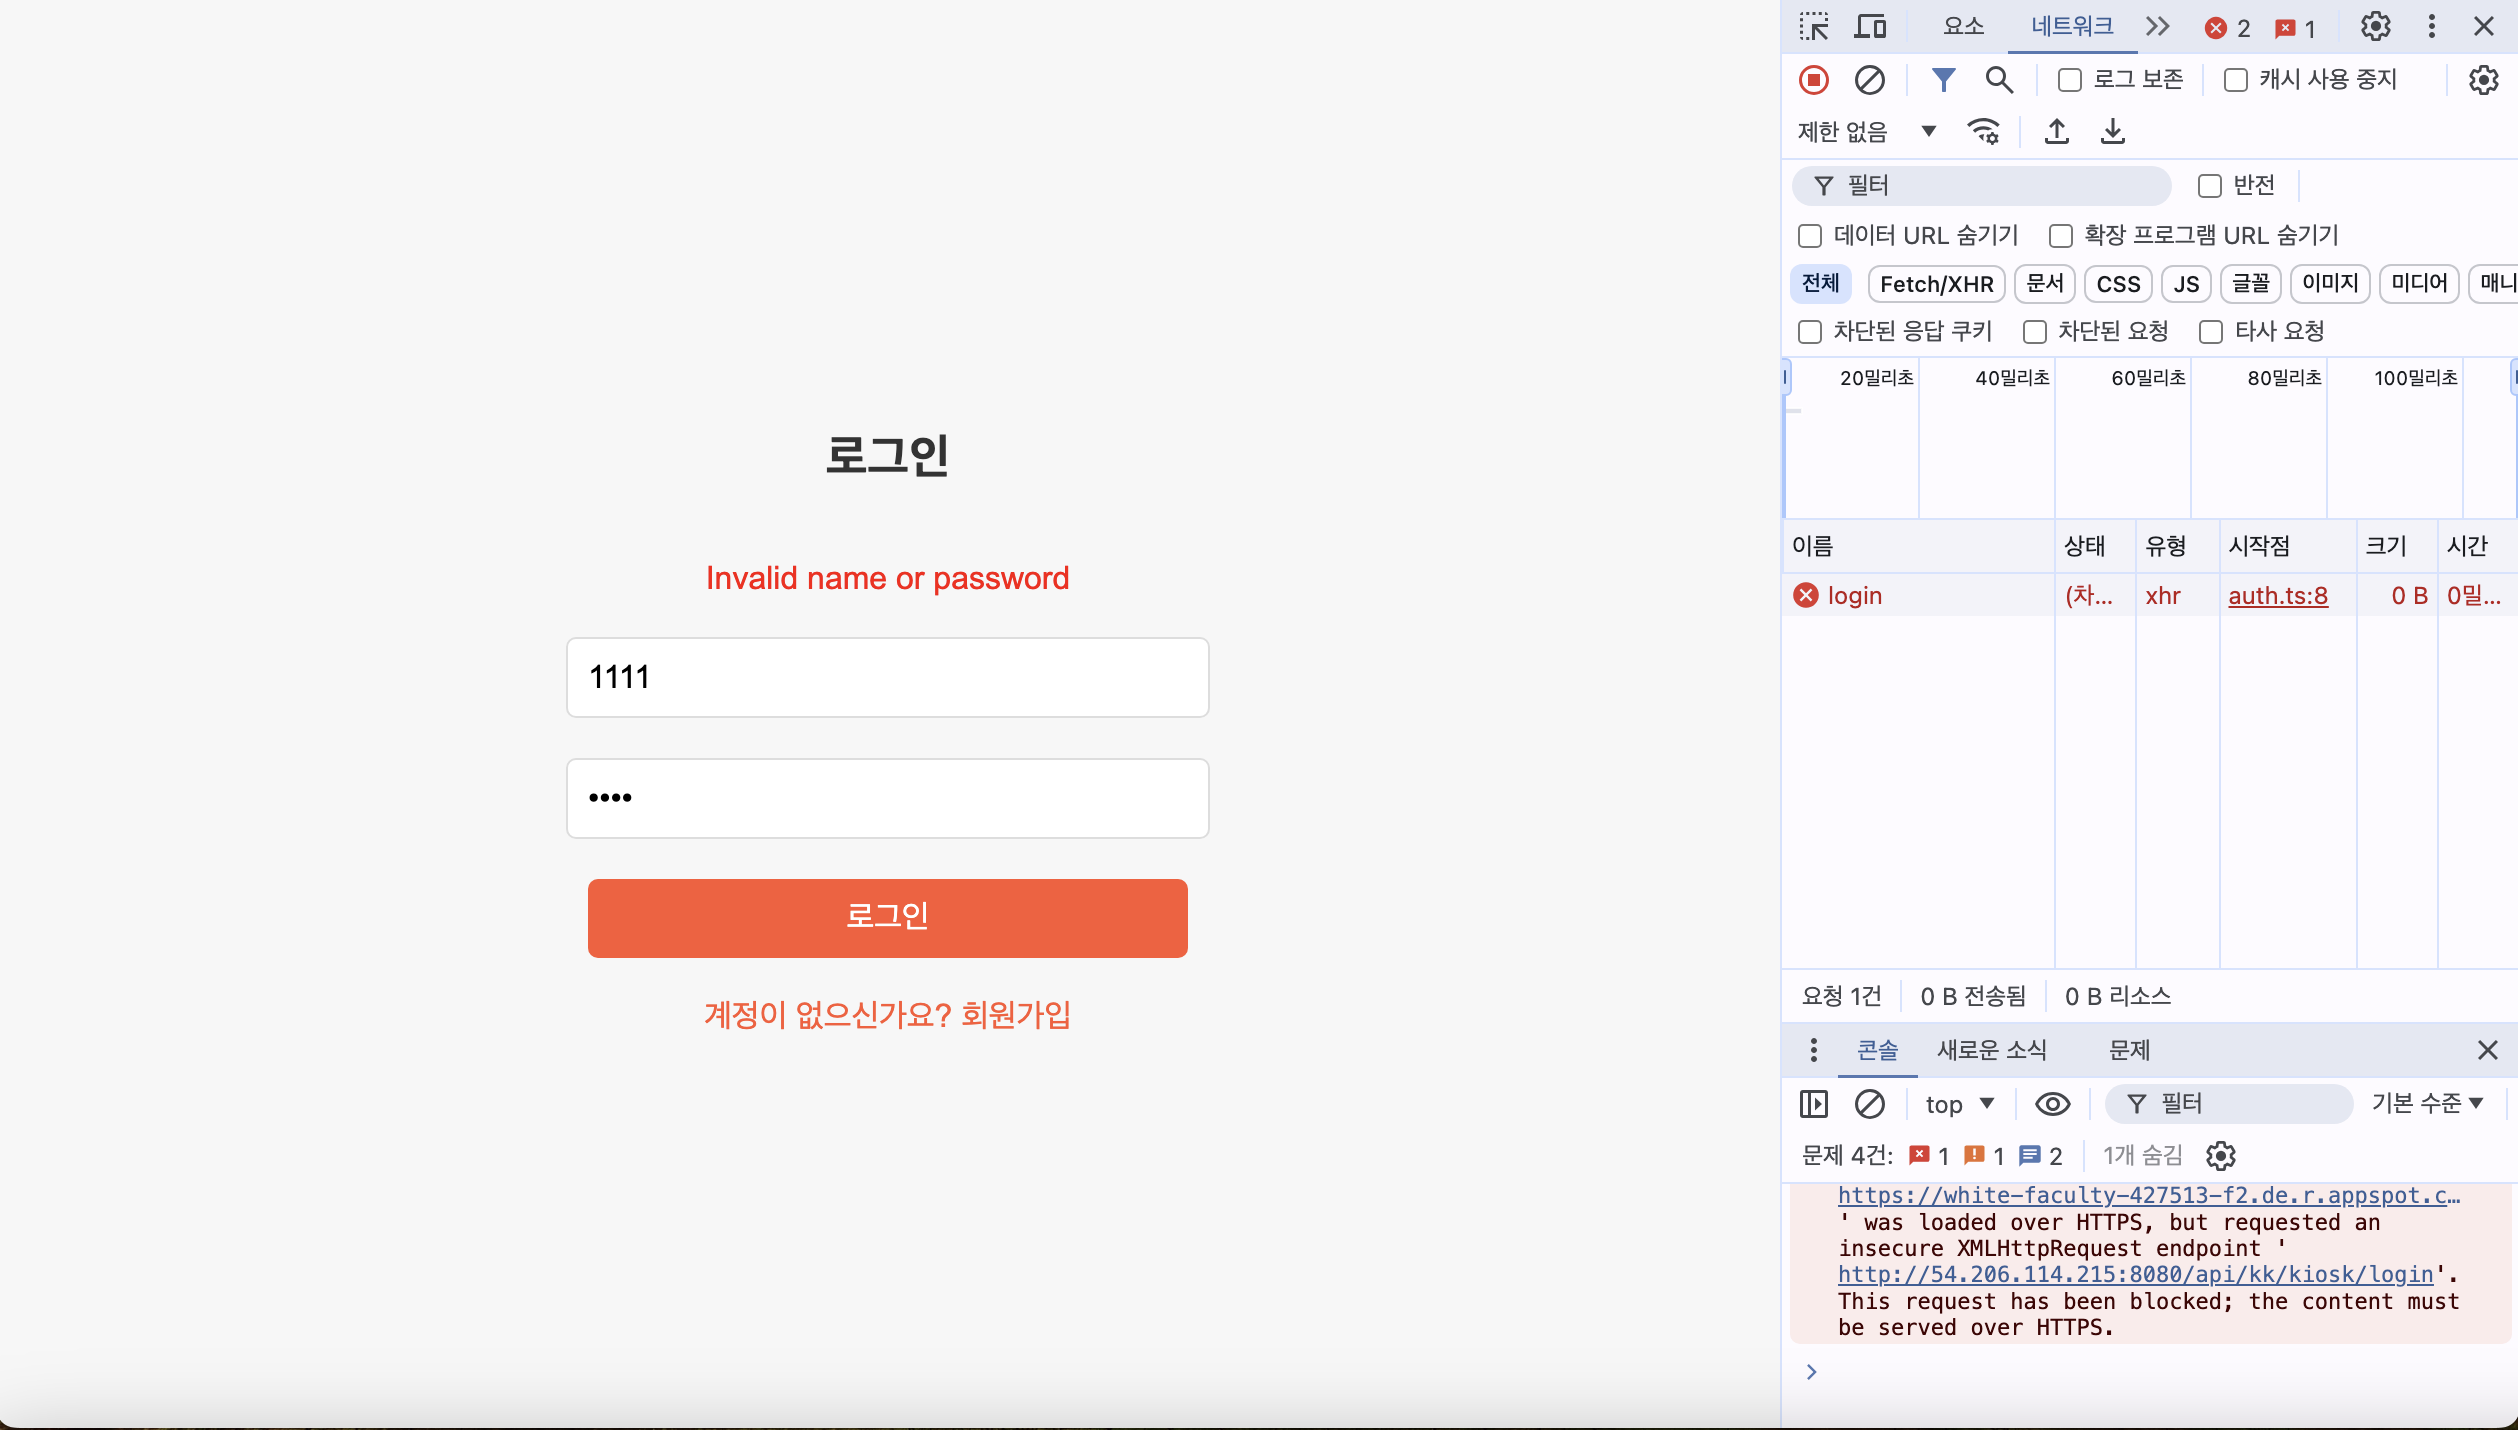 로그인
Invalid name or password
1111
••••
로그인
계정이 없으신가요? 회원가입
요소 네트워크 2 1
로그 보존 캐시 사용 중지
제한 없음
필터 반전
데이터 URL 숨기기 확장 프로그램 URL 숨기기
전체 Fetch/XHR 문서 CSS JS 글꼴 이미지 미디어 매니
차단된 응답 쿠키 차단된 요청 타사 요청
20밀리초 40밀리초 60밀리초 80밀리초 100밀리초
이름 상태 유형 시작점 크기 시간
login (차... xhr auth.ts:8 0 B 0밀...
요청 1건 0 B 전송됨 0 B 리소스
콘솔 새로운 소식 문제
top 필터 기본 수준
문제 4건: 1 1 2 1개 숨김
https://white-faculty-427513-f2.de.r.appspot.c…
' was loaded over HTTPS, but requested an
insecure XMLHttpRequest endpoint '
http://54.206.114.215:8080/api/kk/kiosk/login'.
This request has been blocked; the content must
be served over HTTPS.